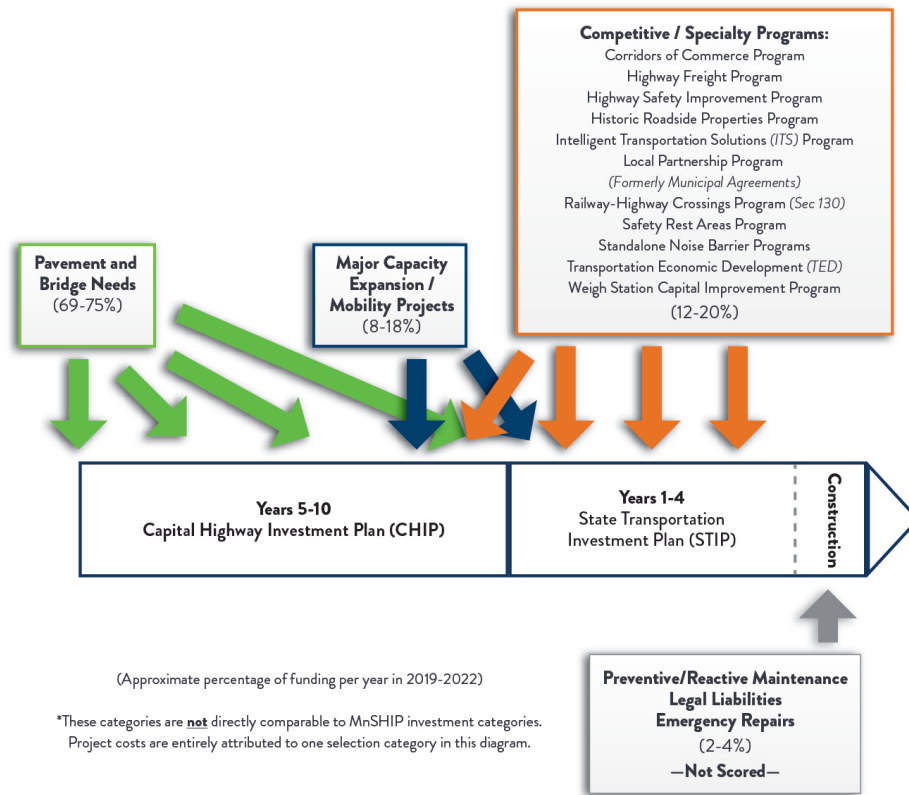 Competitive / Specialty Programs:
Corridors of Commerce Program
Highway Freight Program
Highway Safety Improvement Program
Historic Roadside Properties Program
Intelligent Transportation Solutions (ITS) Program
Local Partnership Program
(Formerly Municipal Agreements)
Railway-Highway Crossings Program (Sec 130)
Safety Rest Areas Program
Standalone Noise Barrier Programs
Transportation Economic Development (TED)
Weigh Station Capital Improvement Program
(12-20%)
Pavement and
Bridge Needs
(69-75%)
Major Capacity
Expansion /
Mobility Projects
(8-18%)
Years 5-10
Capital Highway Investment Plan (CHIP)
Years 1-4
State Transportation
Investment Plan (STIP)
Construction
(Approximate percentage of funding per year in 2019-2022)
*These categories are not directly comparable to MnSHIP investment categories.
Project costs are entirely attributed to one selection category in this diagram.
Preventive/Reactive Maintenance
Legal Liabilities
Emergency Repairs
(2-4%)
—Not Scored—